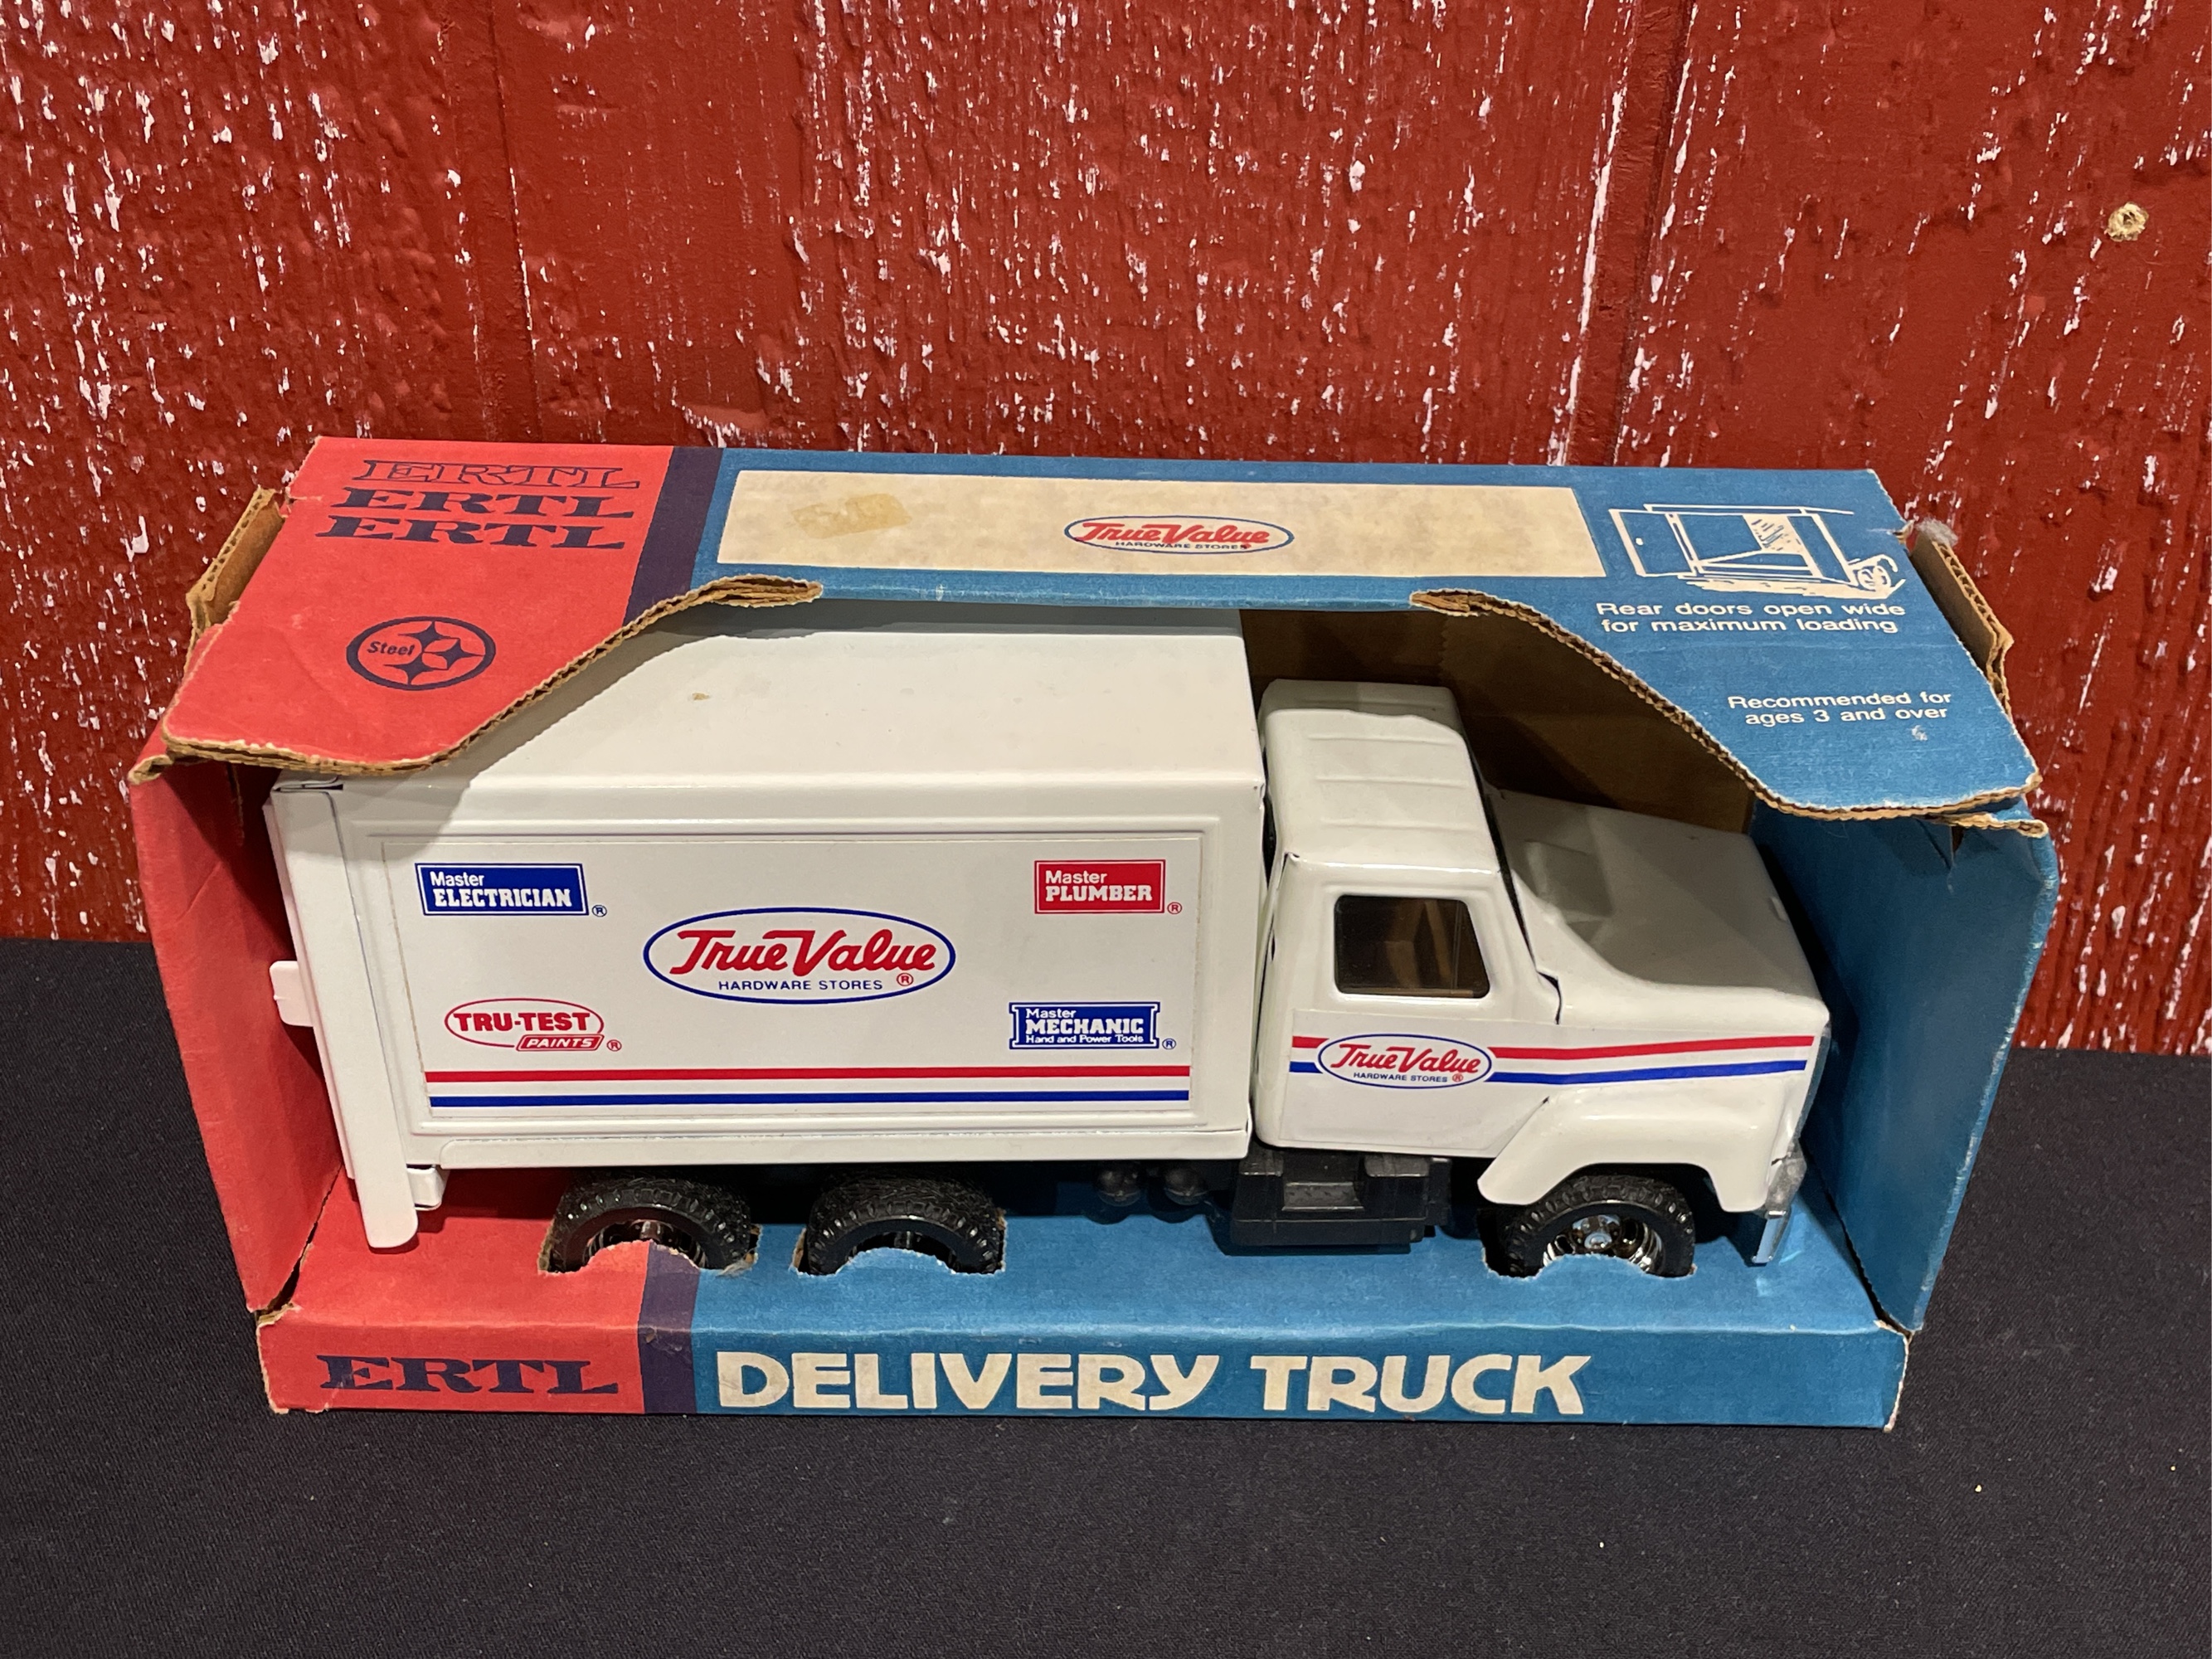 ERTL
ERTL
ERTL
True Value
HARDWARE STORES
Steel
Rear doors open wide
for maximum loading
Recommended for
ages 3 and over
Master
ELECTRICIAN ®
Master
PLUMBER ®
True Value ®
HARDWARE STORES
TRU-TEST
PAINTS ®
Master
MECHANIC
Hand and Power Tools ®
True Value
HARDWARE STORES ®
ERTL
DELIVERY TRUCK